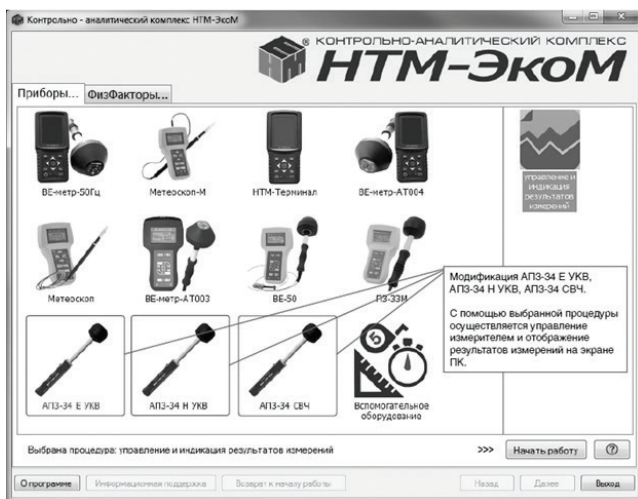 Контрольно - аналитический комплекс НТМ-ЭкоМ
КОНТРОЛЬНО-АНАЛИТИЧЕСКИЙ КОМПЛЕКС
НТМ-ЭкоМ
Приборы... ФизФакторы...
ВЕ-метр-50Гц Метеоскоп-М НТМ-Терминал ВЕ-метр-АТ004
управление и
индикация
результатов
измерений
Метеоскоп ВЕ-метр-АТ003 ВЕ-50 П3-33М
Модификация АПЗ-34 Е УКВ,
АПЗ-34 Н УКВ, АПЗ-34 СВЧ.
С помощью выбранной процедуры
осуществляется управление
измерителем и отображение
результатов измерений на экране
ПК.
АПЗ-34 Е УКВ АПЗ-34 Н УКВ АПЗ-34 СВЧ Вспомогательное
оборудование
Выбрана процедура: управление и индикация результатов измерений >>> Начать работу ?
О программе Информационная поддержка Возврат к началу работы Назад Далее Выход